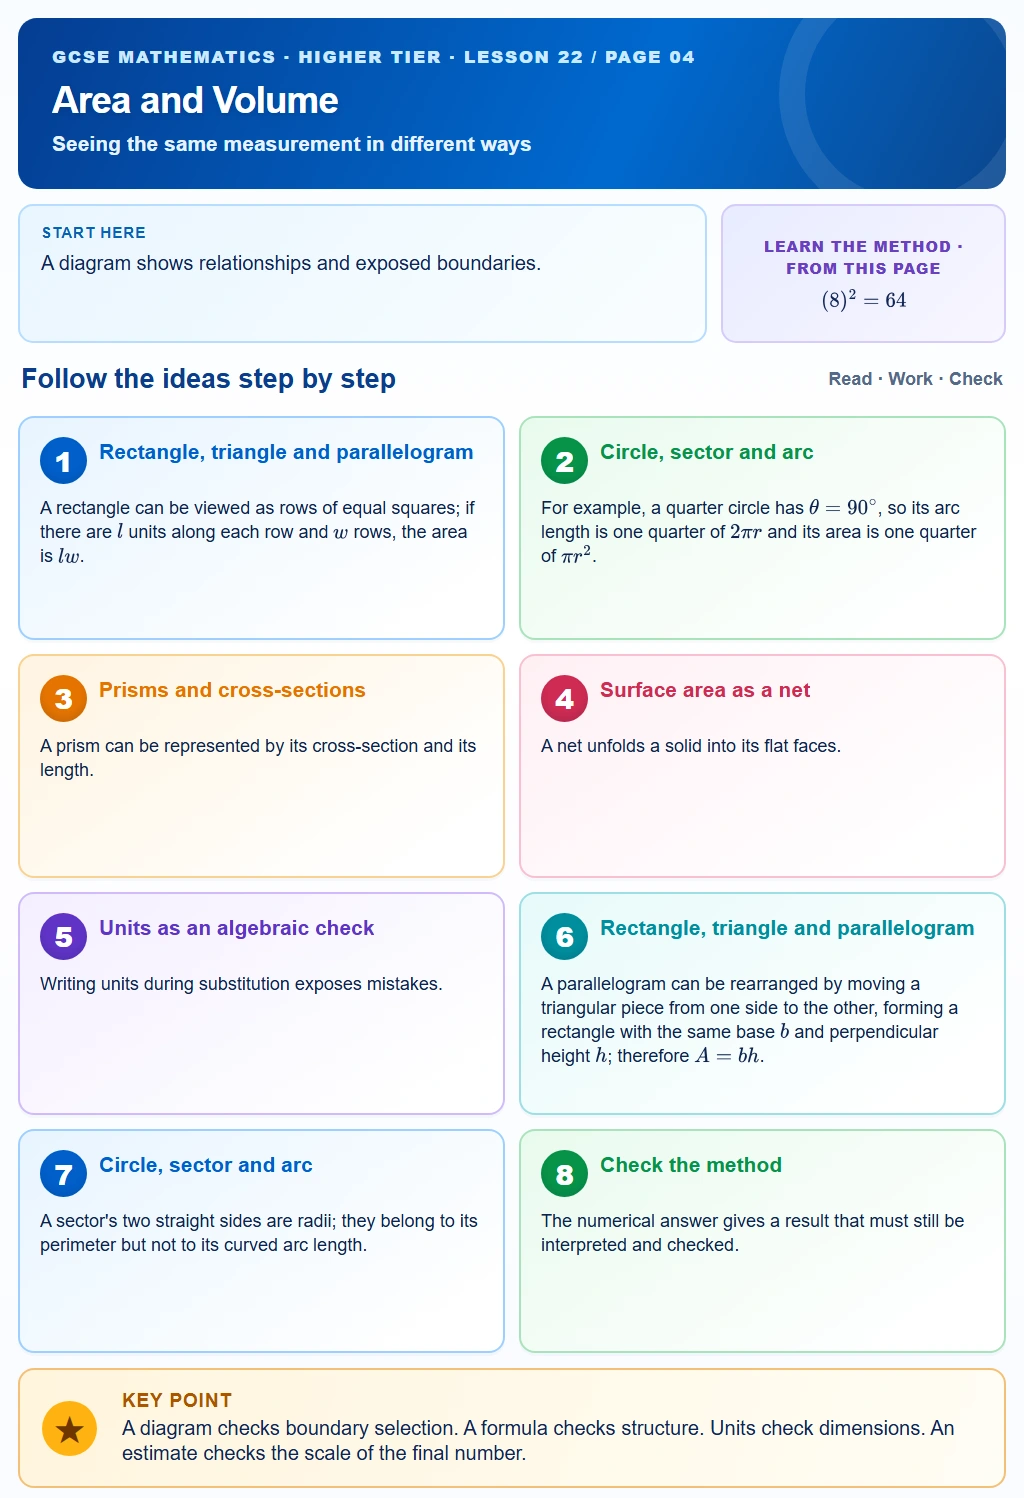 GCSE MATHEMATICS · HIGHER TIER · LESSON 22 / PAGE 04
Area and Volume
Seeing the same measurement in different ways
START HERE
A diagram shows relationships and exposed boundaries.
LEARN THE METHOD ·
FROM THIS PAGE
(8)² = 64
Follow the ideas step by step
Read · Work · Check
1 Rectangle, triangle and parallelogram
A rectangle can be viewed as rows of equal squares; if
there are l units along each row and w rows, the area
is lw.
2 Circle, sector and arc
For example, a quarter circle has θ = 90°, so its arc
length is one quarter of 2πr and its area is one quarter
of πr².
3 Prisms and cross-sections
A prism can be represented by its cross-section and its
length.
4 Surface area as a net
A net unfolds a solid into its flat faces.
5 Units as an algebraic check
Writing units during substitution exposes mistakes.
6 Rectangle, triangle and parallelogram
A parallelogram can be rearranged by moving a
triangular piece from one side to the other, forming a
rectangle with the same base b and perpendicular
height h; therefore A = bh.
7 Circle, sector and arc
A sector's two straight sides are radii; they belong to its
perimeter but not to its curved arc length.
8 Check the method
The numerical answer gives a result that must still be
interpreted and checked.
KEY POINT
A diagram checks boundary selection. A formula checks structure. Units check dimensions. An
estimate checks the scale of the final number.